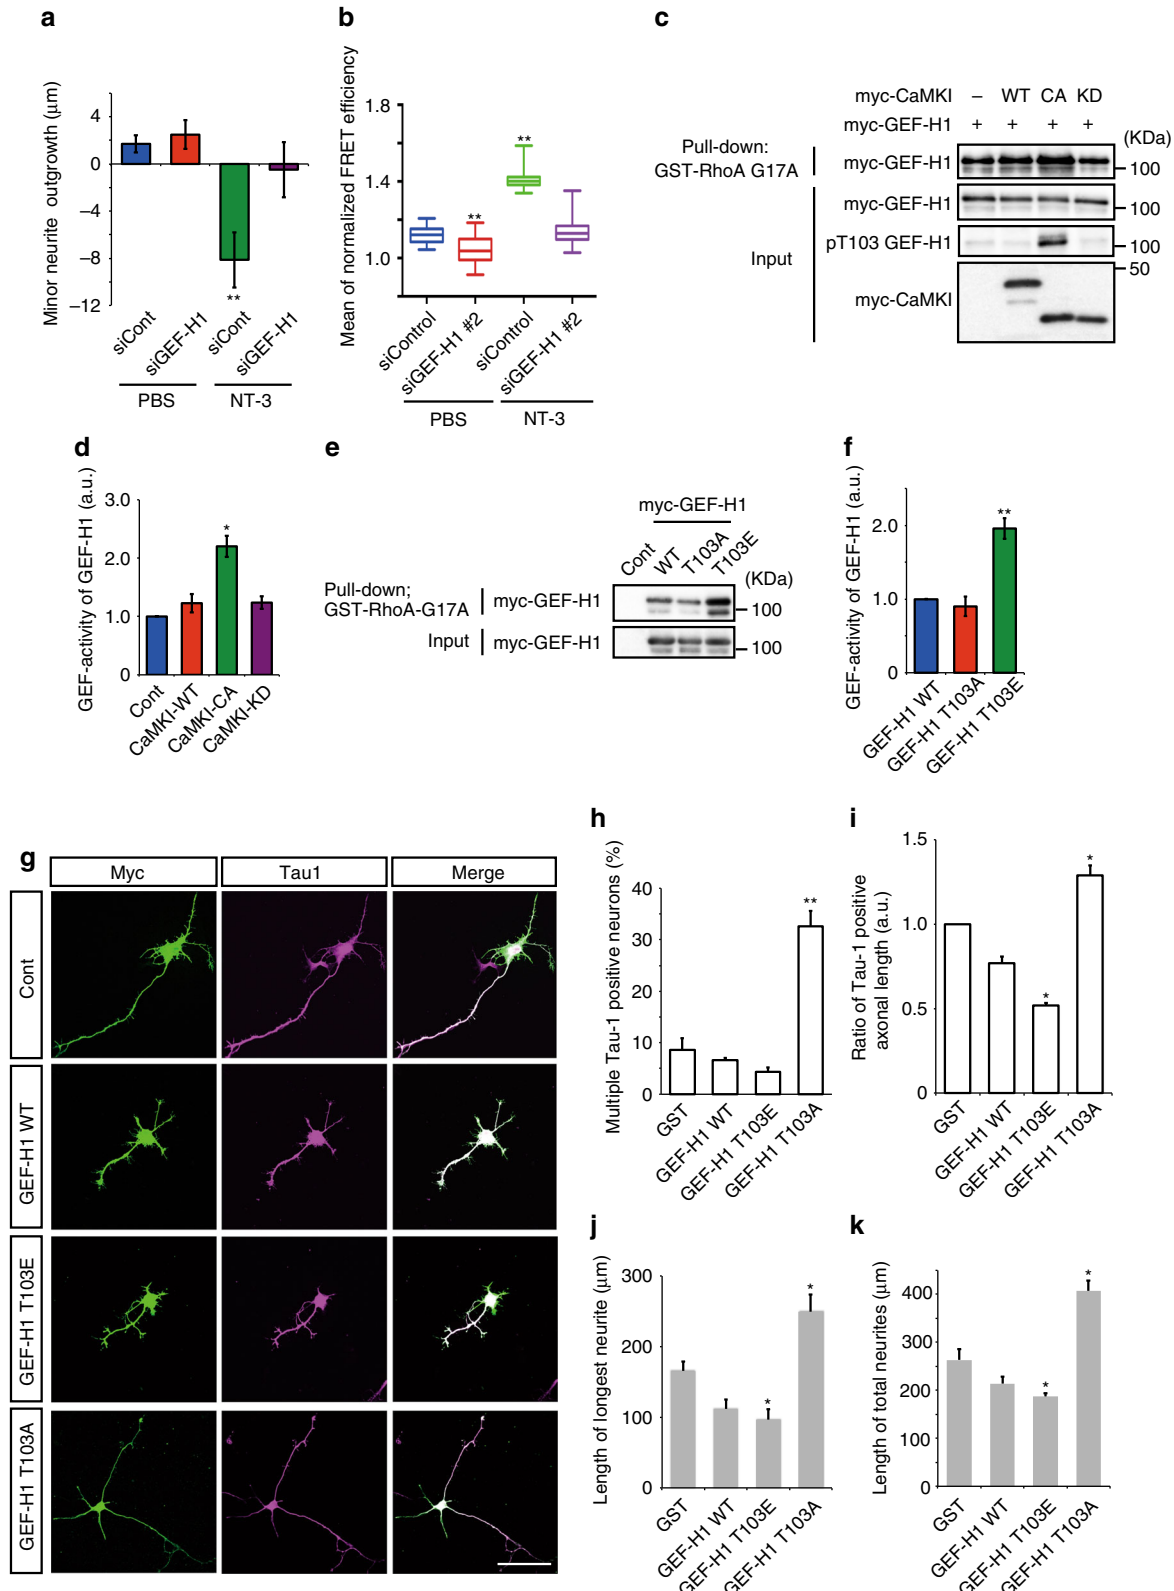 a
Minor neurite outgrowth (μm)
4
0
−4
−8
−12
**
siCont
siGEF-H1
siCont
siGEF-H1
PBS
NT-3
b
Mean of normalized FRET efficiency
1.8
1.4
1.0
**
**
siControl
siGEF-H1 #2
siControl
siGEF-H1 #2
PBS
NT-3
c
myc-CaMKI – WT CA KD
myc-GEF-H1 + + + +
(KDa)
Pull-down:
GST-RhoA G17A
myc-GEF-H1
100
Input
myc-GEF-H1
100
pT103 GEF-H1
100
50
myc-CaMKI
d
GEF-activity of GEF-H1 (a.u.)
3.0
2.0
1.0
0
*
Cont
CaMKI-WT
CaMKI-CA
CaMKI-KD
e
myc-GEF-H1
Cont
WT
T103A
T103E
(KDa)
Pull-down;
GST-RhoA-G17A
myc-GEF-H1
100
Input
myc-GEF-H1
100
f
GEF-activity of GEF-H1 (a.u.)
2.0
1.0
0
**
GEF-H1 WT
GEF-H1 T103A
GEF-H1 T103E
g
Myc
Tau1
Merge
Cont
GEF-H1 WT
GEF-H1 T103E
GEF-H1 T103A
h
Multiple Tau-1 positive neurons (%)
40
30
20
10
0
**
GST
GEF-H1 WT
GEF-H1 T103E
GEF-H1 T103A
i
Ratio of Tau-1 positive
axonal length (a.u.)
1.5
1.0
0.5
0
*
*
GST
GEF-H1 WT
GEF-H1 T103E
GEF-H1 T103A
j
Length of longest neurite (μm)
300
200
100
0
*
*
GST
GEF-H1 WT
GEF-H1 T103E
GEF-H1 T103A
k
Length of total neurites (μm)
400
300
200
100
0
*
*
GST
GEF-H1 WT
GEF-H1 T103E
GEF-H1 T103A